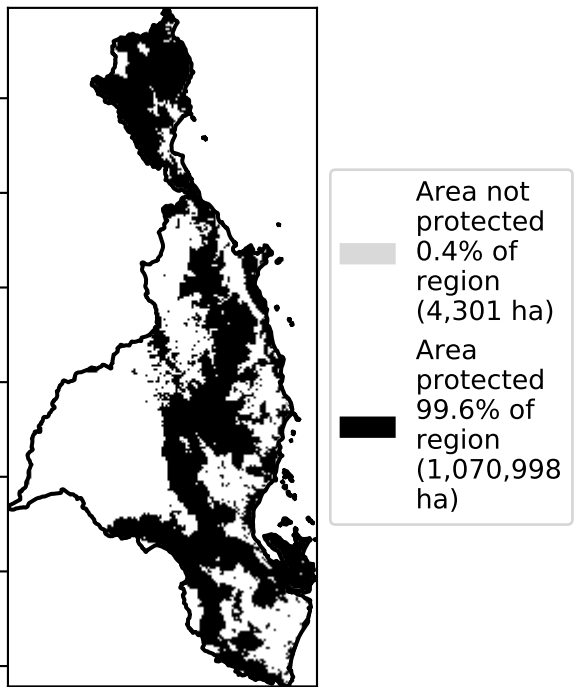 Area not
protected
0.4% of
region
(4,301 ha)
Area
protected
99.6% of
region
(1,070,998
ha)